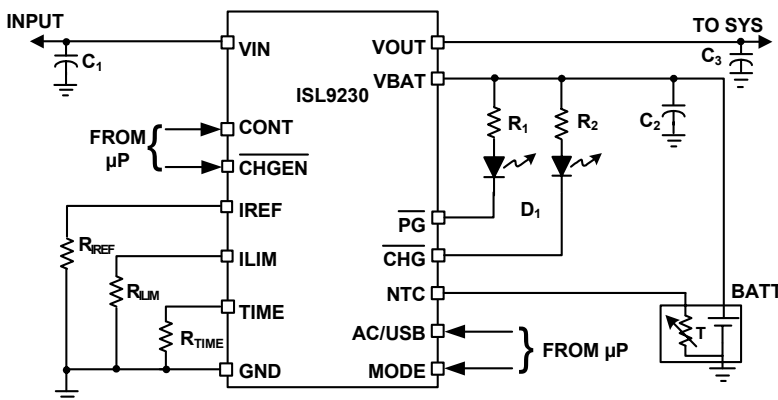 INPUT
TO SYS
VIN
VOUT
C1
C3
VBAT
ISL9230
R1
R2
C2
CONT
FROM
µP
CHGEN
IREF
D1
PG
RIREF
CHG
ILIM
RILIM
NTC
BATT
TIME
RTIME
AC/USB
T
FROM µP
GND
MODE